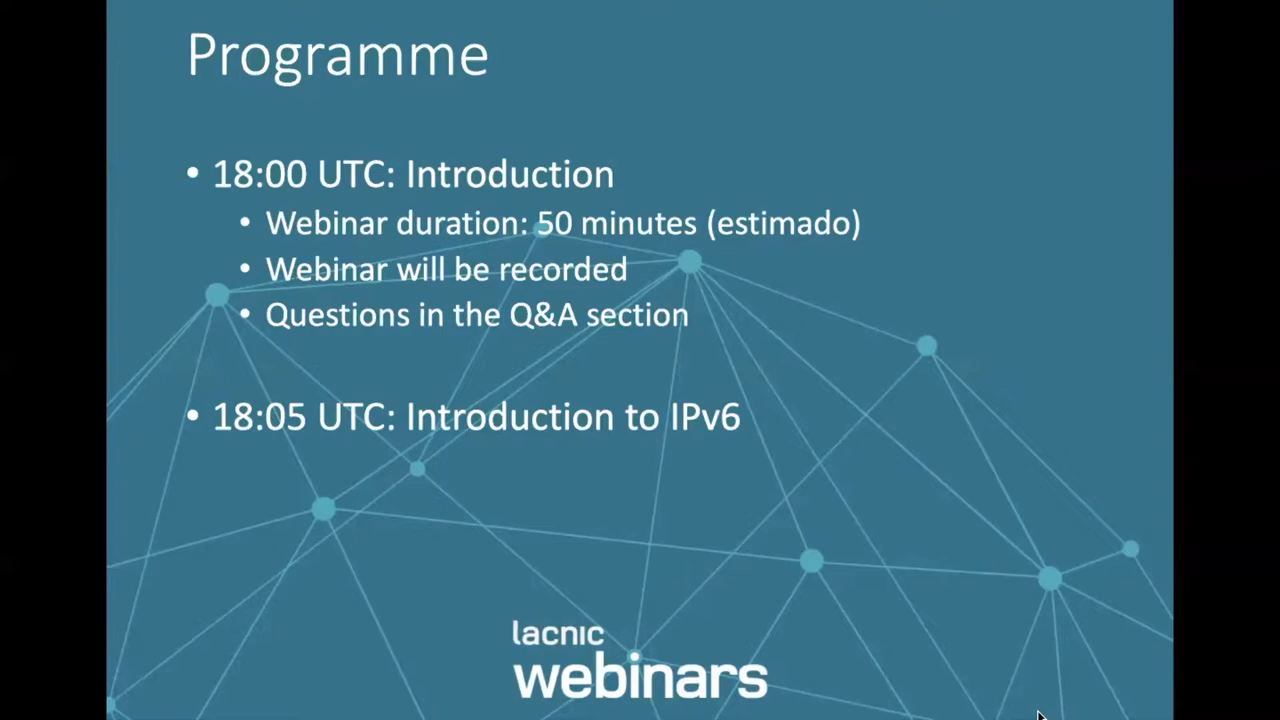 Programme
• 18:00 UTC: Introduction
• Webinar duration: 50 minutes (estimado)
• Webinar will be recorded
• Questions in the Q&A section
• 18:05 UTC: Introduction to IPv6
lacnic
webinars